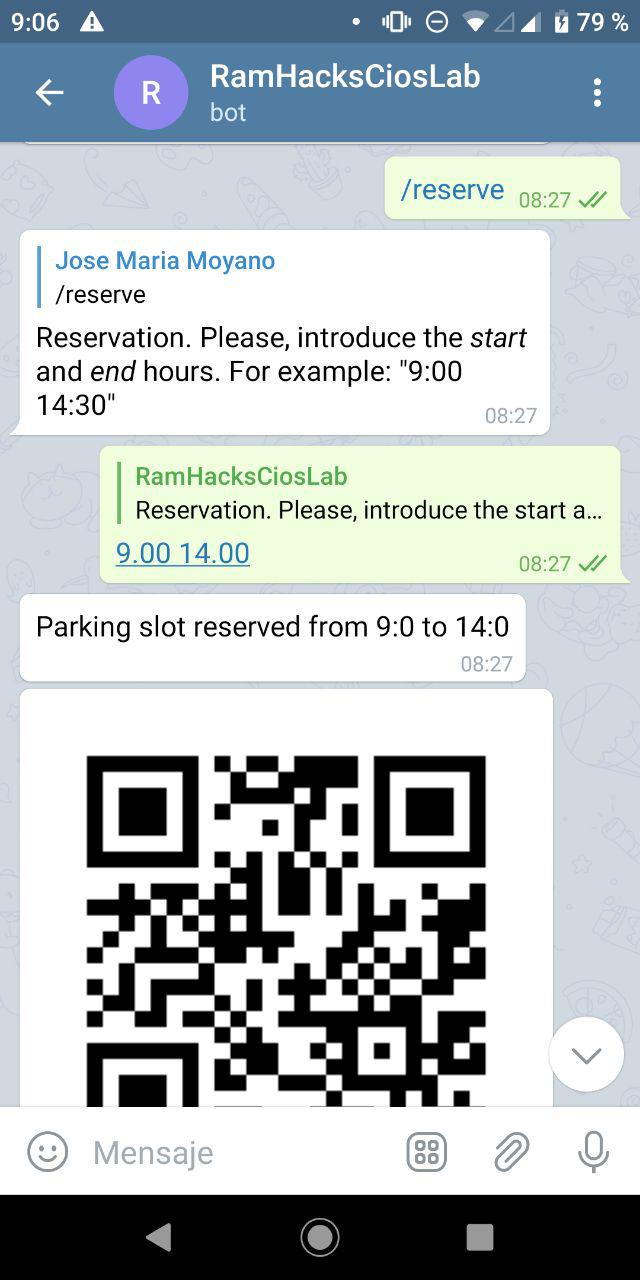 9:06
79 %
R
RamHacksCiosLab
bot
/reserve
08:27
Jose Maria Moyano
/reserve
Reservation. Please, introduce the start
and end hours. For example: "9:00
14:30"
08:27
RamHacksCiosLab
Reservation. Please, introduce the start a...
9.00 14.00
08:27
Parking slot reserved from 9:0 to 14:0
08:27
Mensaje